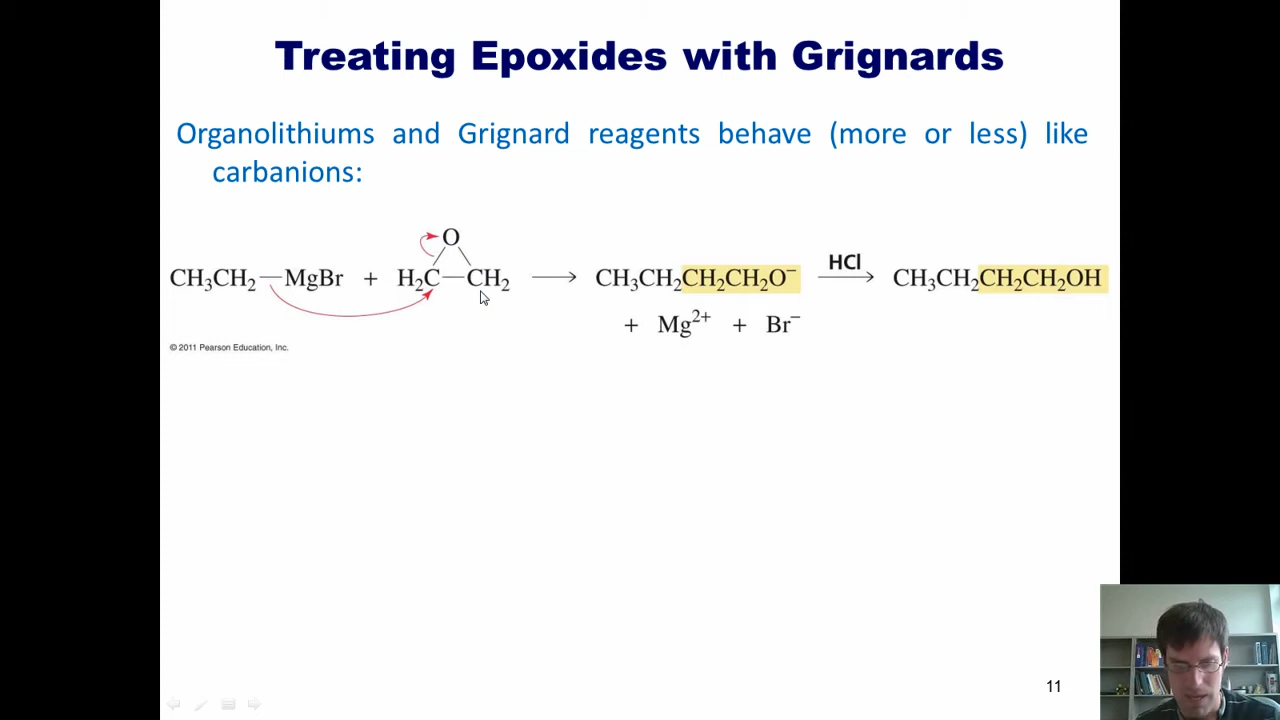 Treating Epoxides with Grignards
Organolithiums and Grignard reagents behave (more or less) like
carbanions:
O
HCl
CH₃CH₂—MgBr + H₂C—CH₂ ⟶ CH₃CH₂CH₂CH₂O⁻ ⟶ CH₃CH₂CH₂CH₂OH
+ Mg²⁺ + Br⁻
© 2011 Pearson Education, Inc.
11